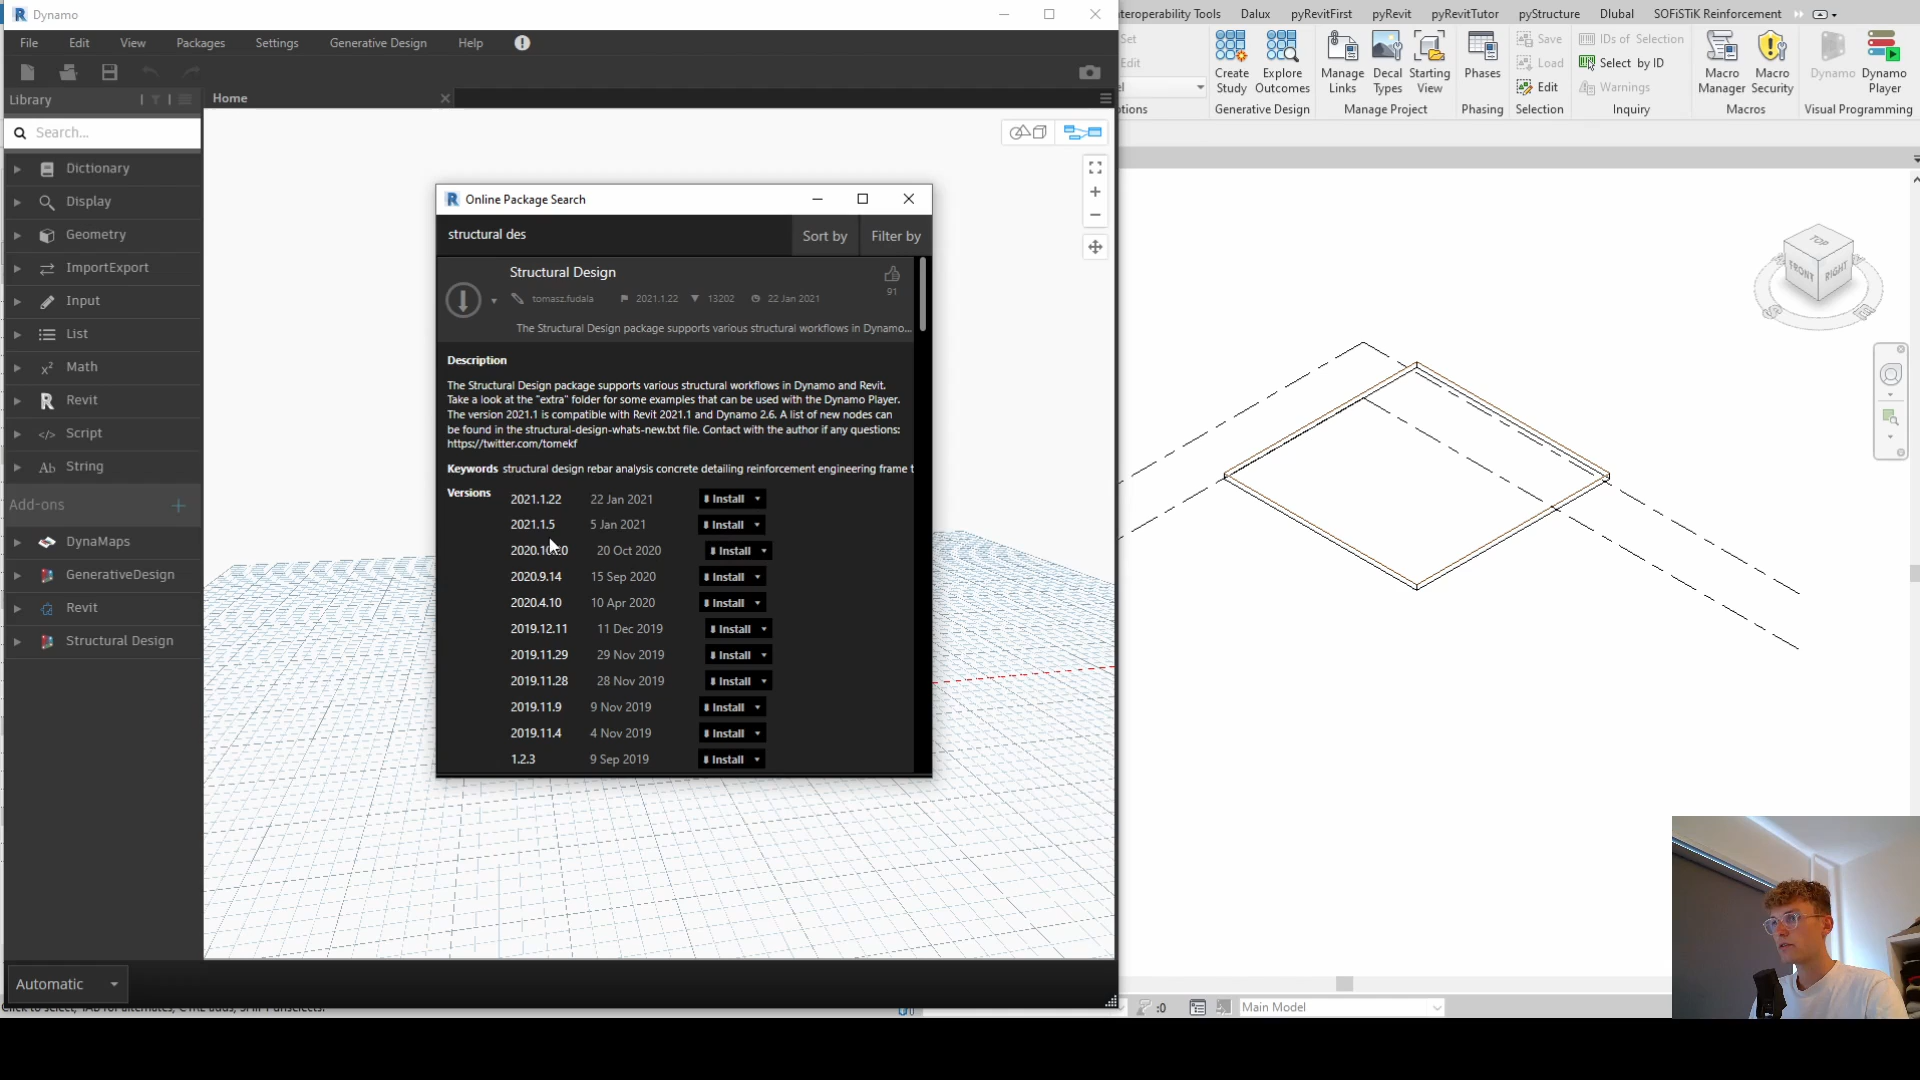 Dynamo
File Edit View Packages Settings Generative Design Help
Library
Home
Search...
Dictionary
Display
Geometry
ImportExport
Input
List
Math
Revit
Script
String
Add-ons
DynaMaps
GenerativeDesign
Revit
Structural Design
Automatic
Online Package Search
structural des
Sort by Filter by
Structural Design
tomasz.fudala 2021.1.22 13202 22 Jan 2021
91
The Structural Design package supports various structural workflows in Dynamo...
Description
The Structural Design package supports various structural workflows in Dynamo and Revit.
Take a look at the "extra" folder for some examples that can be used with the Dynamo Player.
The version 2021.1 is compatible with Revit 2021.1 and Dynamo 2.6. A list of new nodes can
be found in the structural-design-whats-new.txt file. Contact with the author if any questions:
https://twitter.com/tomekf
Keywords structural design rebar analysis concrete detailing reinforcement engineering frame t
Versions
2021.1.22 22 Jan 2021 Install
2021.1.5 5 Jan 2021 Install
2020.10.20 20 Oct 2020 Install
2020.9.14 15 Sep 2020 Install
2020.4.10 10 Apr 2020 Install
2019.12.11 11 Dec 2019 Install
2019.11.29 29 Nov 2019 Install
2019.11.28 28 Nov 2019 Install
2019.11.9 9 Nov 2019 Install
2019.11.4 4 Nov 2019 Install
1.2.3 9 Sep 2019 Install
nteroperability Tools Dalux pyRevitFirst pyRevit pyRevitTutor pyStructure Dlubal SOFiSTiK Reinforcement
Set
Edit
Create
Study
Explore
Outcomes
Generative Design
Manage
Links
Decal
Types
Starting
View
Manage Project
Phases
Phasing
Save
Load
Edit
Selection
IDs of Selection
Select by ID
Warnings
Inquiry
Macro
Manager
Macro
Security
Macros
Dynamo
Dynamo
Player
Visual Programming
TOP
FRONT
RIGHT
:0
Main Model